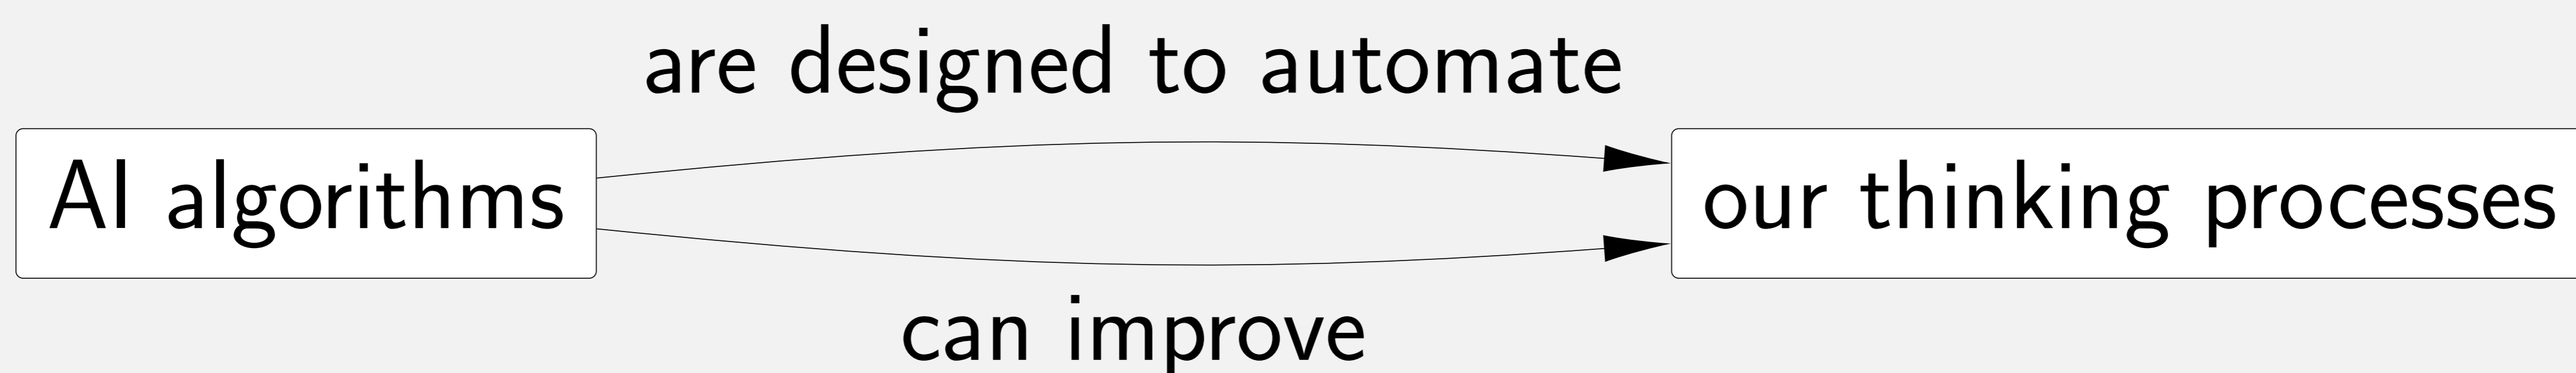 are designed to automate
AI algorithms
our thinking processes
can improve